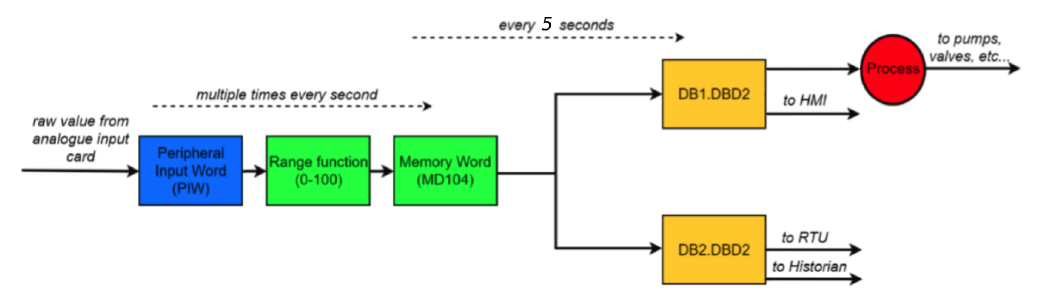 every 5 seconds
to pumps,
valves, etc...
Process
DB1.DBD2
to HMI
multiple times every second
raw value from
analogue input
card
Peripheral
Input Word
(PIW)
Range function
(0-100)
Memory Word
(MD104)
DB2.DBD2
to RTU
to Historian